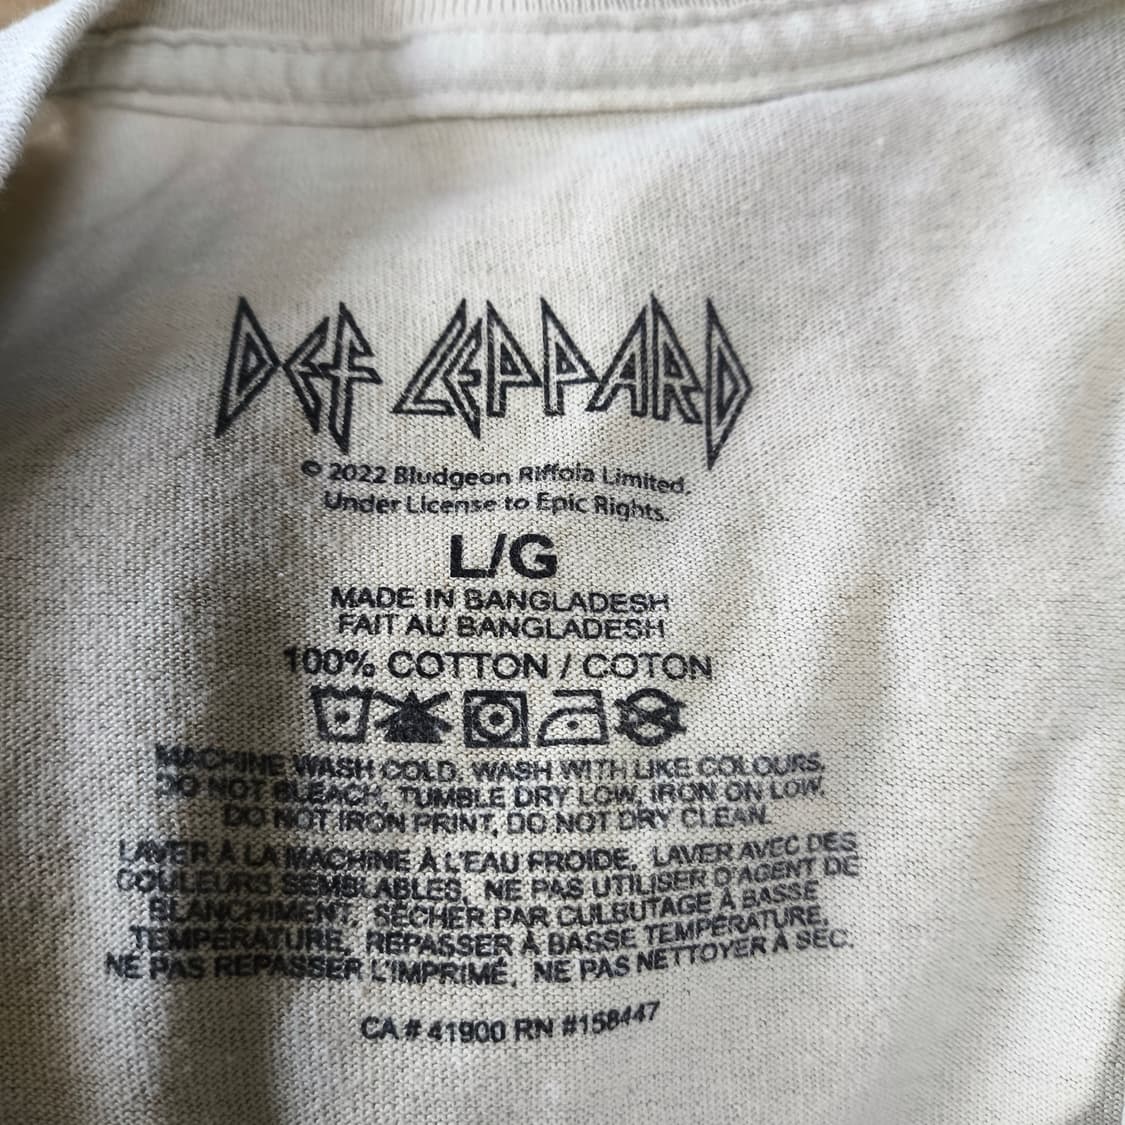 DEF LEPPARD
© 2022 Bludgeon Riffola Limited.
Under License to Epic Rights.
L/G
MADE IN BANGLADESH
FAIT AU BANGLADESH
100% COTTON / COTON
MACHINE WASH COLD, WASH WITH LIKE COLOURS,
DO NOT BLEACH, TUMBLE DRY LOW, IRON ON LOW,
DO NOT IRON PRINT, DO NOT DRY CLEAN.
LAVER À LA MACHINE À L'EAU FROIDE, LAVER AVEC DES
COULEURS SEMBLABLES, NE PAS UTILISER D'AGENT DE
BLANCHIMENT, SÉCHER PAR CULBUTAGE À BASSE
TEMPÉRATURE, REPASSER À BASSE TEMPÉRATURE,
NE PAS REPASSER L'IMPRIMÉ, NE PAS NETTOYER À SEC.
CA # 41900 RN #158447